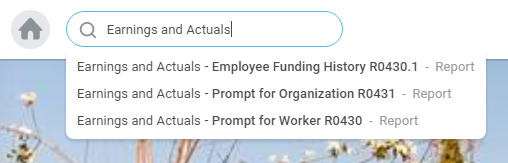 Earnings and Actuals
Earnings and Actuals - Employee Funding History R0430.1 - Report
Earnings and Actuals - Prompt for Organization R0431 - Report
Earnings and Actuals - Prompt for Worker R0430 - Report